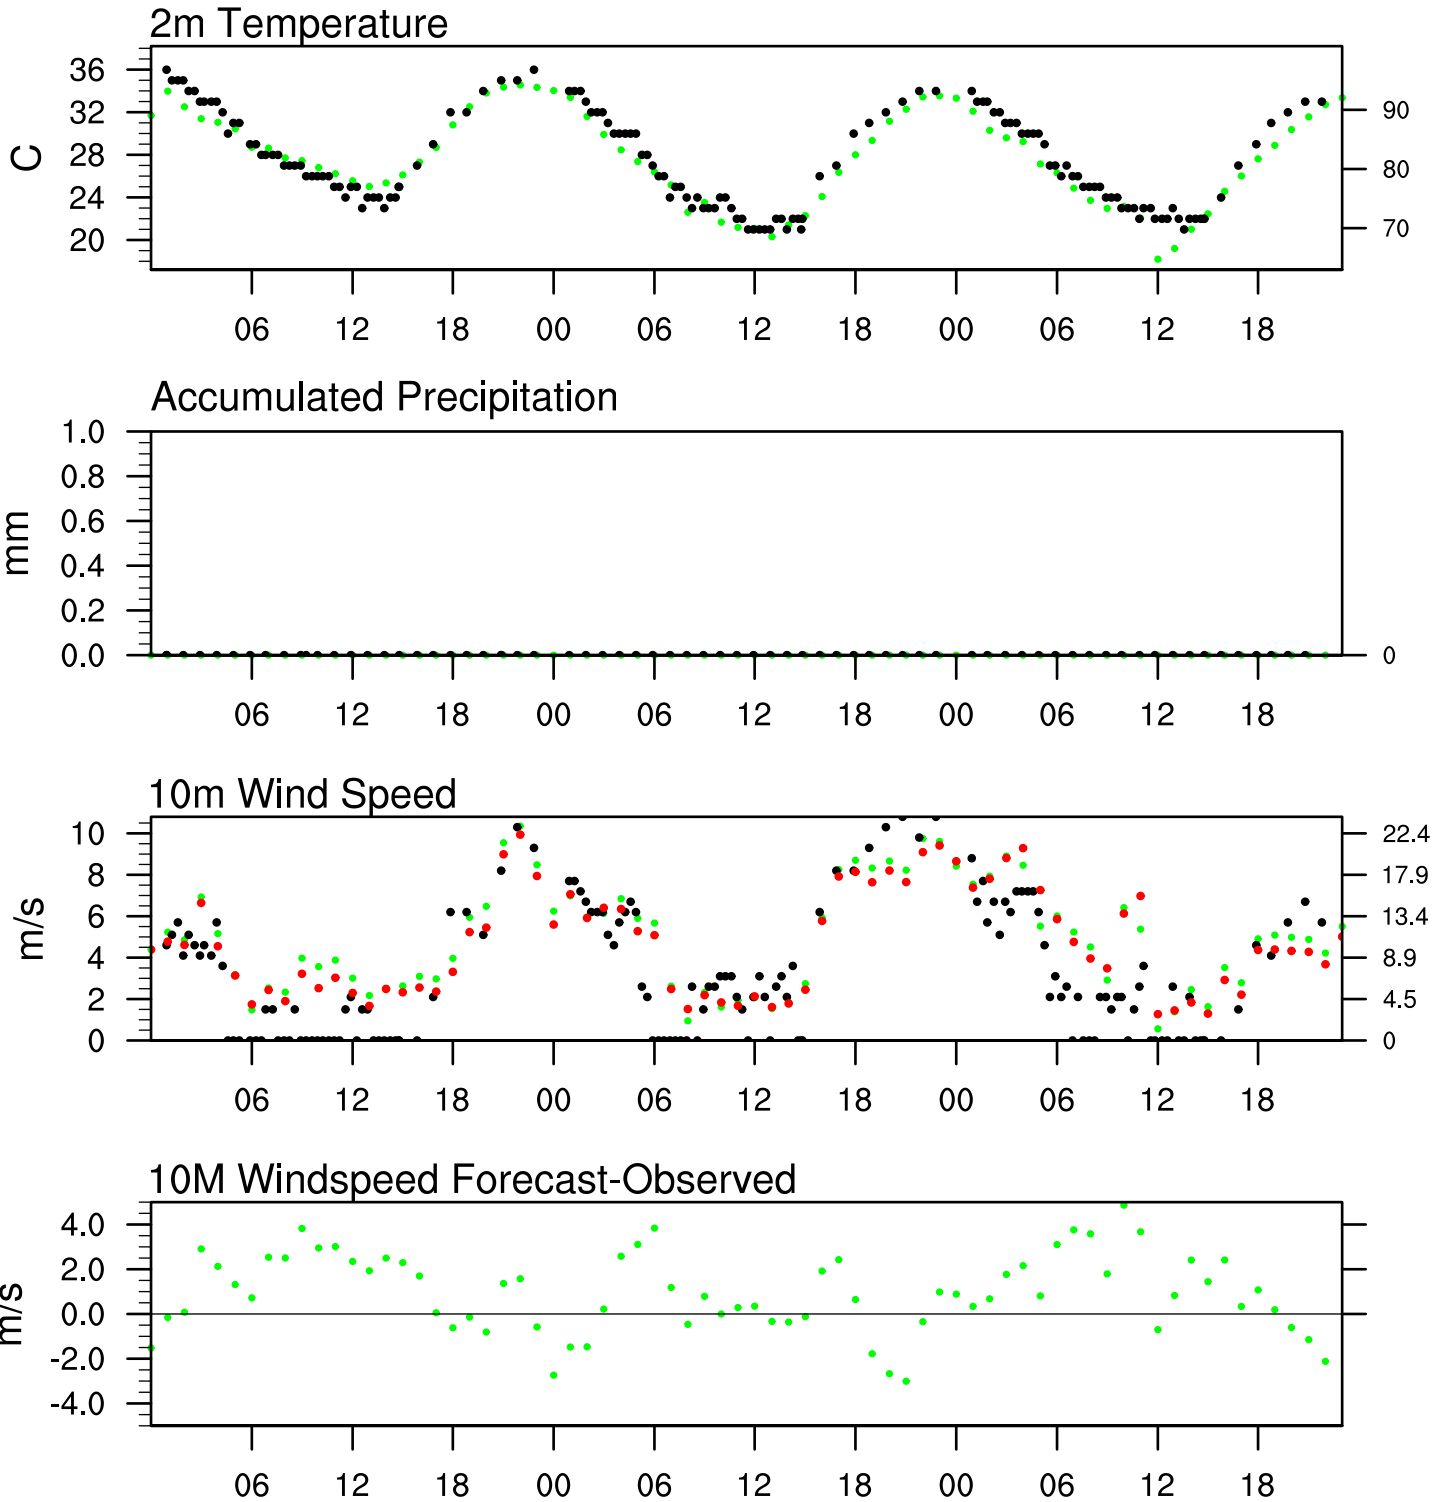 2m Temperature
36
32
28
24
20
C
90
80
70
06 12 18 00 06 12 18 00 06 12 18
Accumulated Precipitation
1.0
0.8
0.6
0.4
0.2
0.0
mm
0
06 12 18 00 06 12 18 00 06 12 18
10m Wind Speed
10
8
6
4
2
0
m/s
22.4
17.9
13.4
8.9
4.5
0
06 12 18 00 06 12 18 00 06 12 18
10M Windspeed Forecast-Observed
4.0
2.0
0.0
-2.0
-4.0
m/s
06 12 18 00 06 12 18 00 06 12 18